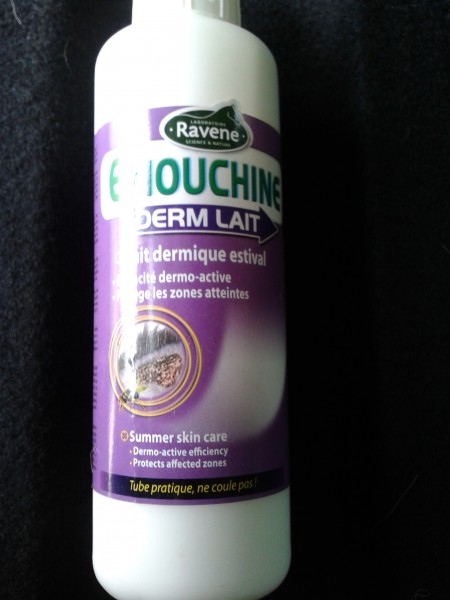 LABORATOIRE
Ravene
SCIENCE & NATURE
DERM LAIT
dermique estival
dermo-active
les zones atteintes
Summer skin care
• Dermo-active efficiency
• Protects affected zones
Tube pratique, ne coule pas !